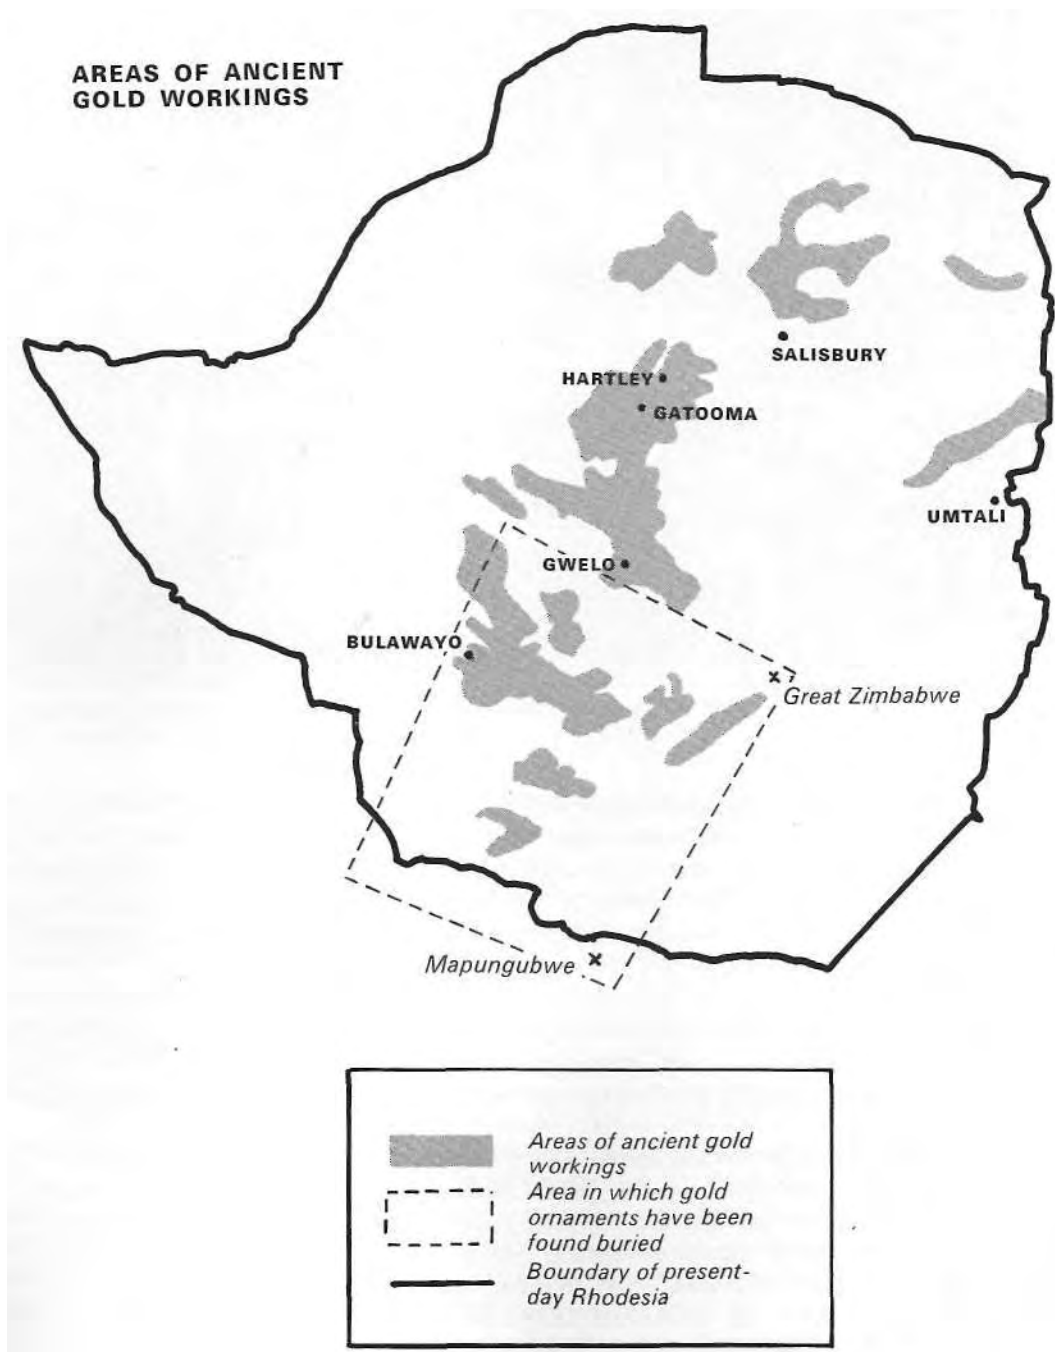 AREAS OF ANCIENT
GOLD WORKINGS
SALISBURY
HARTLEY
GATOOMA
UMTALI
GWELO
BULAWAYO
Great Zimbabwe
Mapungubwe
Areas of ancient gold
workings
Area in which gold
ornaments have been
found buried
Boundary of present-
day Rhodesia